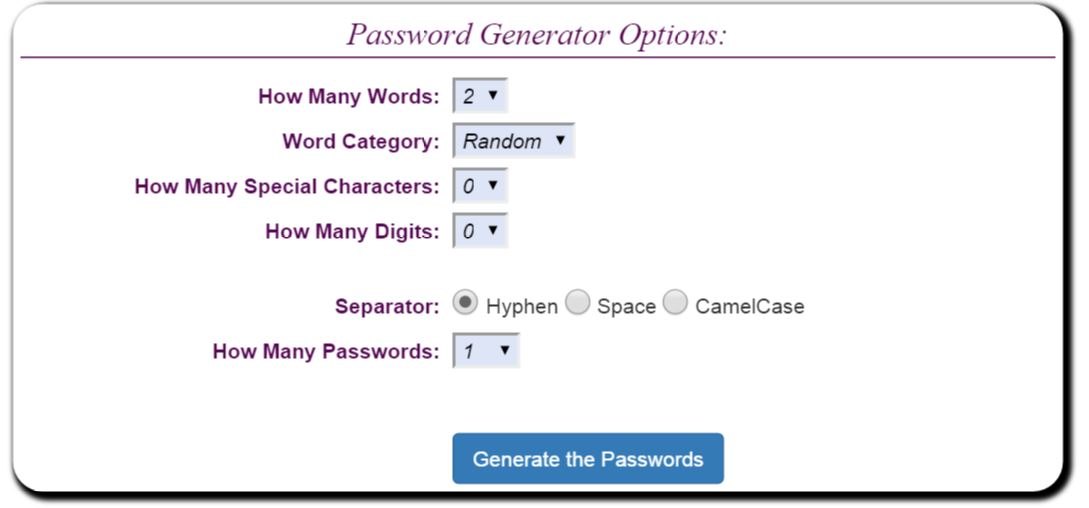 Password Generator Options:
How Many Words: 2
Word Category: Random
How Many Special Characters: 0
How Many Digits: 0
Separator: Hyphen Space CamelCase
How Many Passwords: 1
Generate the Passwords